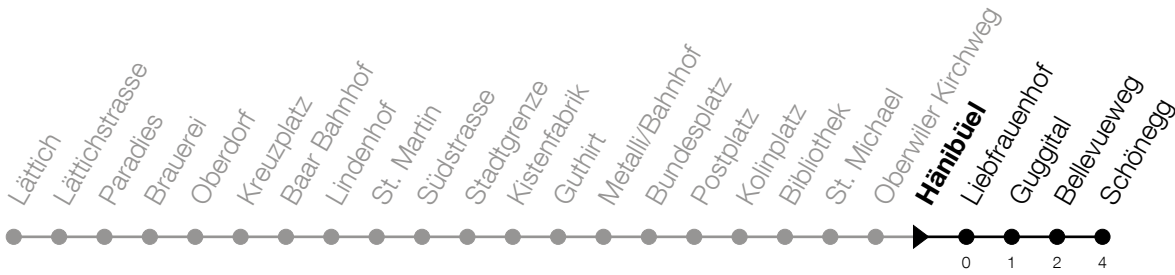 Lättich
Lättichstrasse
Paradies
Brauerei
Oberdorf
Kreuzplatz
Baar Bahnhof
Lindenhof
St. Martin
Südstrasse
Stadtgrenze
Kistenfabrik
Guthirt
Metalli/Bahnhof
Bundesplatz
Postplatz
Kolinplatz
Bibliothek
St. Michael
Oberwiler Kirchweg
Hänibüel
Liebfrauenhof
Guggital
Bellevueweg
Schönegg
0 1 2 4